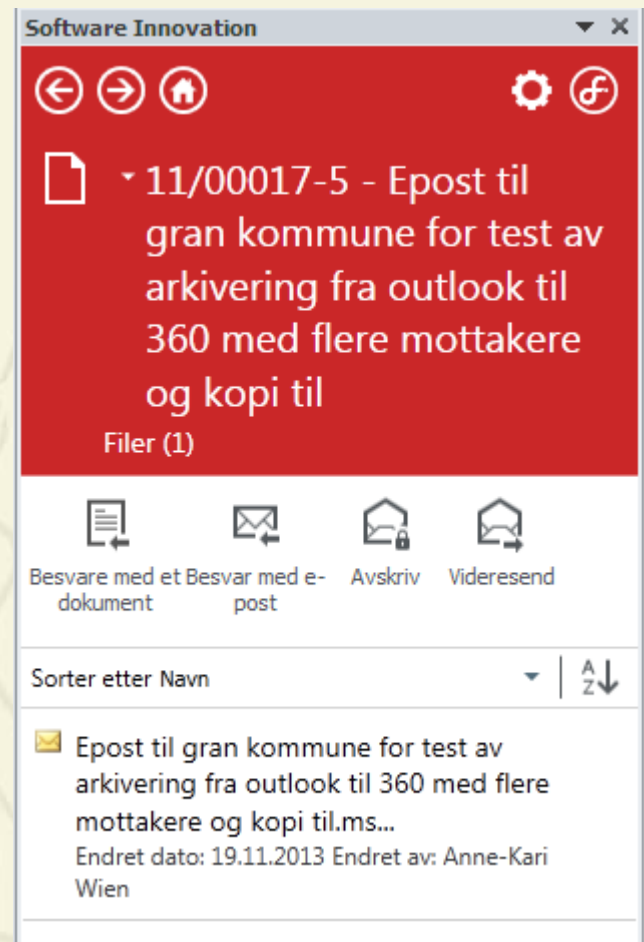 Software Innovation
11/00017-5 - Epost til
gran kommune for test av
arkivering fra outlook til
360 med flere mottakere
og kopi til
Filer (1)
Besvare med et dokument
Besvar med e-post
Avskriv
Videresend
Sorter etter Navn
AZ
Epost til gran kommune for test av
arkivering fra outlook til 360 med flere
mottakere og kopi til.ms...
Endret dato: 19.11.2013 Endret av: Anne-Kari
Wien